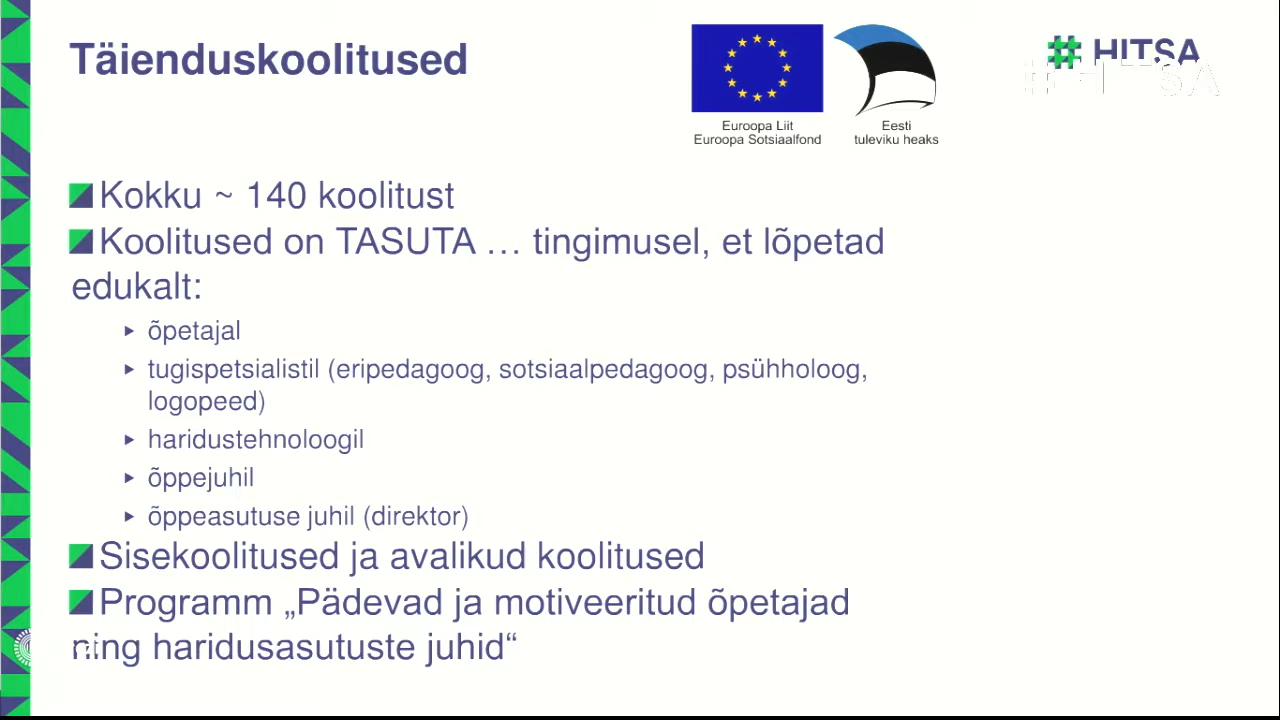 Täienduskoolitused
Euroopa Liit
Euroopa Sotsiaalfond
Eesti
tuleviku heaks
HITSA
HITSA
Kokku ~ 140 koolitust
Koolitused on TASUTA … tingimusel, et lõpetad
edukalt:
õpetajal
tugispetsialistil (eripedagoog, sotsiaalpedagoog, psühholoog,
logopeed)
haridustehnoloogil
õppejuhil
õppeasutuse juhil (direktor)
Sisekoolitused ja avalikud koolitused
Programm „Pädevad ja motiveeritud õpetajad
ning haridusasutuste juhid“